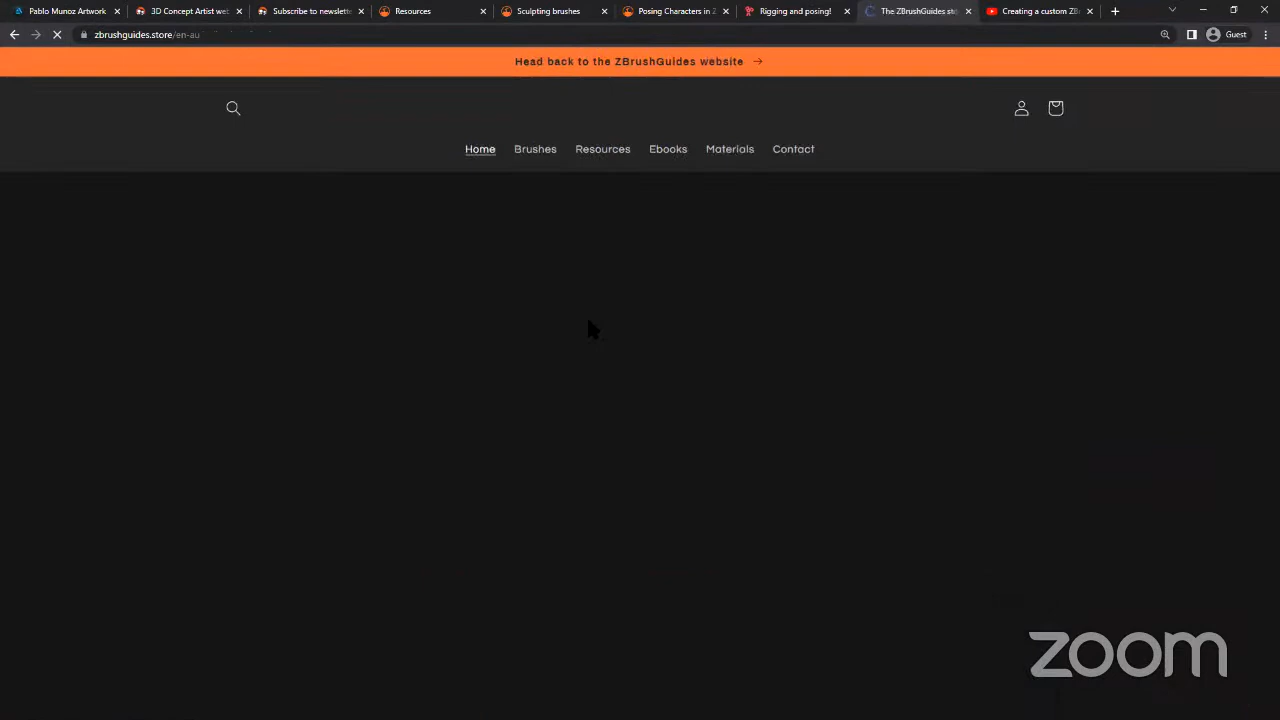 Pablo Munoz Artwork
3D Concept Artist web
Subscribe to newslett
Resources
Sculpting brushes
Posing Characters in Z
Rigging and posing!
The ZBrushGuides sto
Creating a custom ZB
zbrushguides.store/en-au
Guest
Head back to the ZBrushGuides website →
Home Brushes Resources Ebooks Materials Contact
zoom